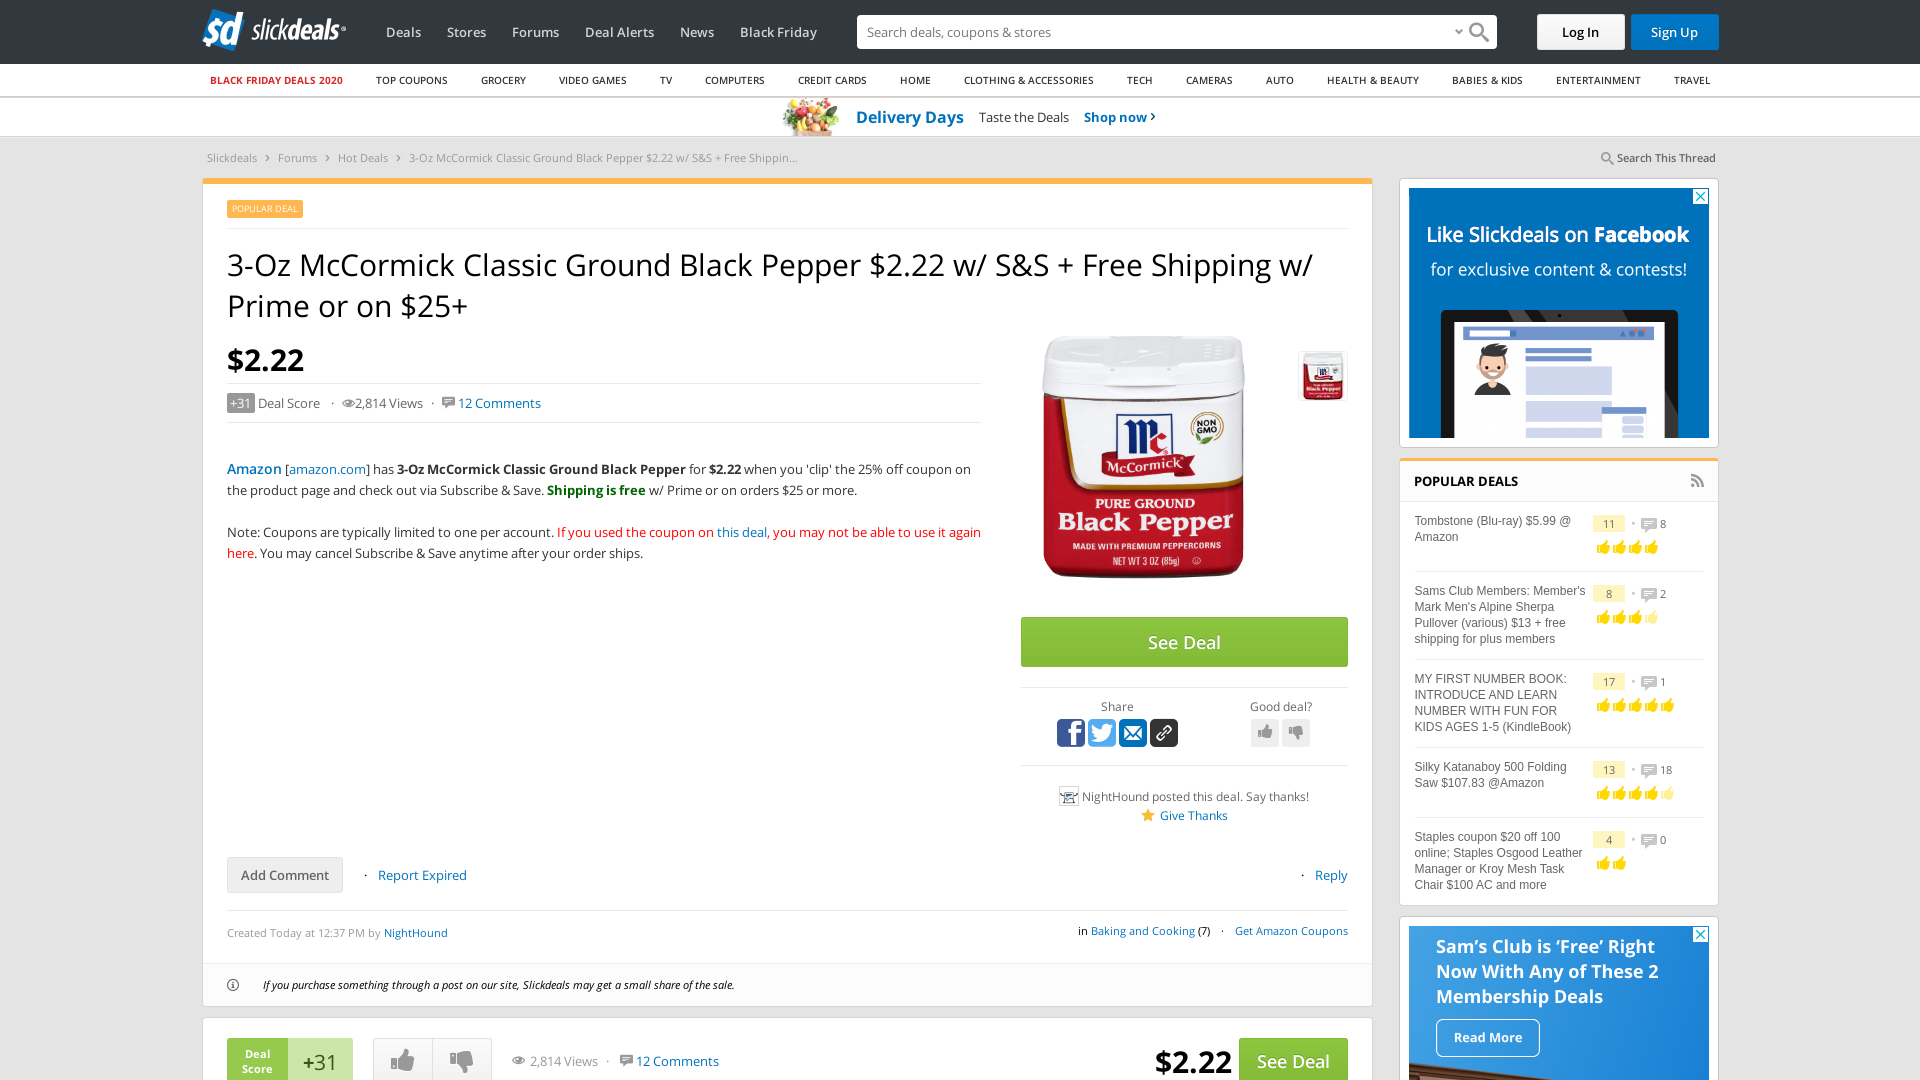 slickdeals
Deals Stores Forums Deal Alerts News Black Friday
Search deals, coupons & stores
Log In Sign Up
BLACK FRIDAY DEALS 2020 TOP COUPONS GROCERY VIDEO GAMES TV COMPUTERS CREDIT CARDS HOME CLOTHING & ACCESSORIES TECH CAMERAS AUTO HEALTH & BEAUTY BABIES & KIDS ENTERTAINMENT TRAVEL
Delivery Days Taste the Deals Shop now
Slickdeals Forums Hot Deals 3-Oz McCormick Classic Ground Black Pepper $2.22 w/ S&S + Free Shippin...
Search This Thread
POPULAR DEAL
3-Oz McCormick Classic Ground Black Pepper $2.22 w/ S&S + Free Shipping w/
Prime or on $25+
$2.22
+31 Deal Score · 2,814 Views · 12 Comments
Amazon [amazon.com] has 3-Oz McCormick Classic Ground Black Pepper for $2.22 when you 'clip' the 25% off coupon on
the product page and check out via Subscribe & Save. Shipping is free w/ Prime or on orders $25 or more.
Note: Coupons are typically limited to one per account. If you used the coupon on this deal, you may not be able to use it again
here. You may cancel Subscribe & Save anytime after your order ships.
NON
GMO
McCormick
PURE GROUND
Black Pepper
MADE WITH PREMIUM PEPPERCORNS
NET WT 3 OZ (85g)
See Deal
Share
Good deal?
NightHound posted this deal. Say thanks!
Give Thanks
Add Comment · Report Expired
· Reply
Created Today at 12:37 PM by NightHound
in Baking and Cooking (7) · Get Amazon Coupons
If you purchase something through a post on our site, Slickdeals may get a small share of the sale.
Deal
Score
+31
2,814 Views · 12 Comments
$2.22
See Deal
Like Slickdeals on Facebook
for exclusive content & contests!
POPULAR DEALS
Tombstone (Blu-ray) $5.99 @
Amazon
11 · 8
Sams Club Members: Member's
Mark Men's Alpine Sherpa
Pullover (various) $13 + free
shipping for plus members
8 · 2
MY FIRST NUMBER BOOK:
INTRODUCE AND LEARN
NUMBER WITH FUN FOR
KIDS AGES 1-5 (KindleBook)
17 · 1
Silky Katanaboy 500 Folding
Saw $107.83 @Amazon
13 · 18
Staples coupon $20 off 100
online; Staples Osgood Leather
Manager or Kroy Mesh Task
Chair $100 AC and more
4 · 0
Sam's Club is 'Free' Right
Now With Any of These 2
Membership Deals
Read More